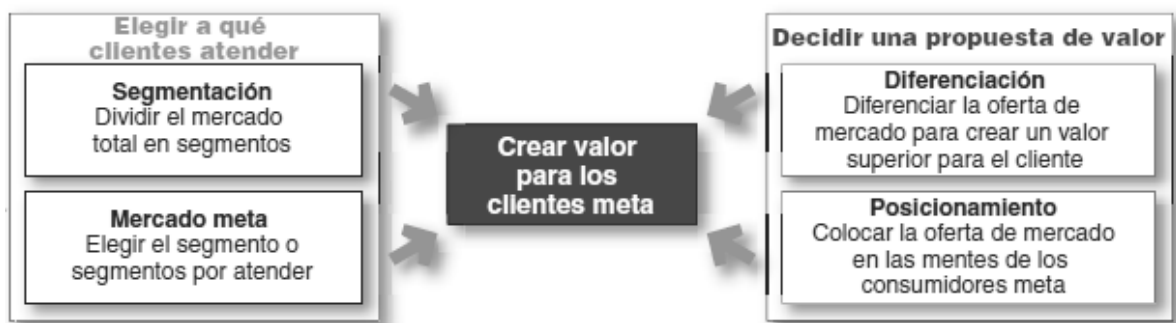 Elegir a qué
clientes atender
Segmentación
Dividir el mercado
total en segmentos
Mercado meta
Elegir el segmento o
segmentos por atender
Crear valor
para los
clientes meta
Decidir una propuesta de valor
Diferenciación
Diferenciar la oferta de
mercado para crear un valor
superior para el cliente
Posicionamiento
Colocar la oferta de mercado
en las mentes de los
consumidores meta